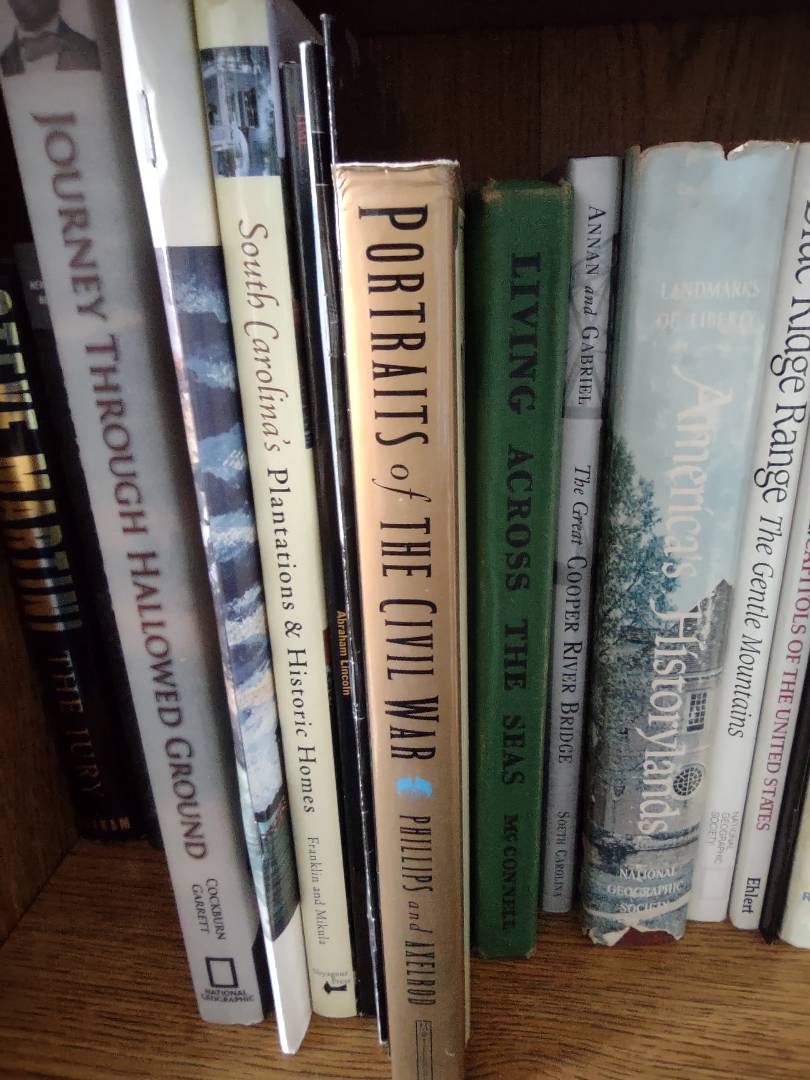 STEVE MARTINI THE JURY
JOURNEY THROUGH HALLOWED GROUND
COCKBURN
GARRETT
NATIONAL
GEOGRAPHIC
South Carolina's Plantations & Historic Homes
Franklin and Mikula
Voyageur
Press
TIME
Abraham Lincoln
PORTRAITS of THE CIVIL WAR
PHILLIPS and AXELROD
LIVING ACROSS THE SEAS
McCONNELL
ANNAN and GABRIEL
The Great COOPER RIVER BRIDGE
SOUTH CAROLINA
LANDMARKS
OF LIBERTY
America's Historylands
NATIONAL
GEOGRAPHIC
SOCIETY
Blue Ridge Range The Gentle Mountains
NATIONAL
GEOGRAPHIC
SOCIETY
CAPITOLS OF THE UNITED STATES
Ehlert